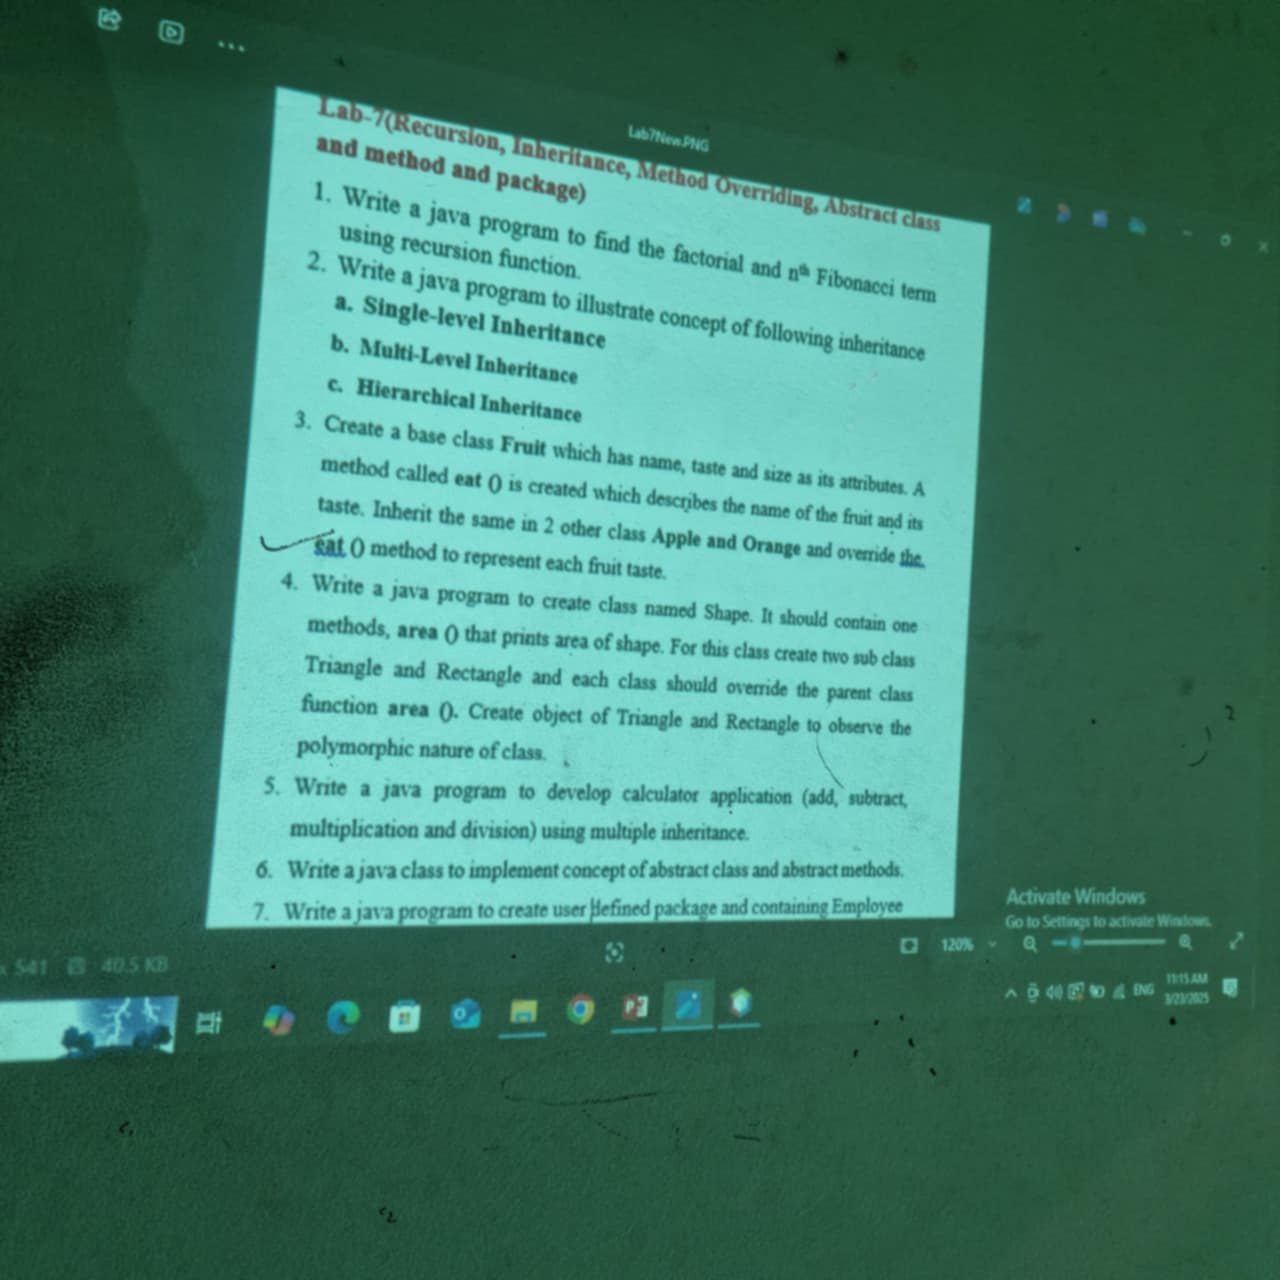 Lab7New.PNG
Lab-7(Recursion, Inheritance, Method Overriding, Abstract class
and method and package)
1. Write a java program to find the factorial and nth Fibonacci term
using recursion function.
2. Write a java program to illustrate concept of following inheritance
a. Single-level Inheritance
b. Multi-Level Inheritance
c. Hierarchical Inheritance
3. Create a base class Fruit which has name, taste and size as its attributes. A
method called eat () is created which describes the name of the fruit and its
taste. Inherit the same in 2 other class Apple and Orange and override the
eat () method to represent each fruit taste.
4. Write a java program to create class named Shape. It should contain one
methods, area () that prints area of shape. For this class create two sub class
Triangle and Rectangle and each class should override the parent class
function area (). Create object of Triangle and Rectangle to observe the
polymorphic nature of class.
5. Write a java program to develop calculator application (add, subtract,
multiplication and division) using multiple inheritance.
6. Write a java class to implement concept of abstract class and abstract methods.
7. Write a java program to create user defined package and containing Employee
Activate Windows
Go to Settings to activate Windows.
x 541 40.5 KB
120%
ENG
11:15 AM
3/23/2025